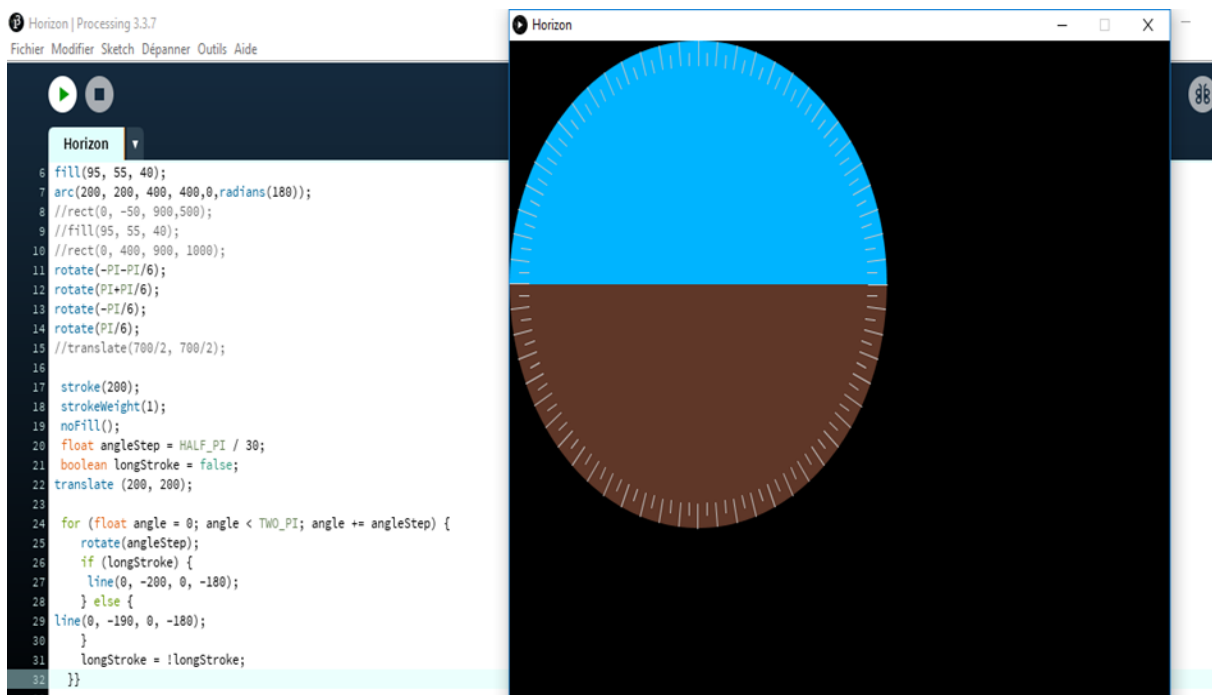 Horizon | Processing 3.3.7
Fichier Modifier Sketch Dépanner Outils Aide
Horizon
Horizon
6 fill(95, 55, 40);
7 arc(200, 200, 400, 400,0,radians(180));
8 //rect(0, -50, 900,500);
9 //fill(95, 55, 40);
10 //rect(0, 400, 900, 1000);
11 rotate(-PI-PI/6);
12 rotate(PI+PI/6);
13 rotate(-PI/6);
14 rotate(PI/6);
15 //translate(700/2, 700/2);
16
17 stroke(200);
18 strokeWeight(1);
19 noFill();
20 float angleStep = HALF_PI / 30;
21 boolean longStroke = false;
22 translate (200, 200);
23
24 for (float angle = 0; angle < TWO_PI; angle += angleStep) {
25 rotate(angleStep);
26 if (longStroke) {
27 line(0, -200, 0, -180);
28 } else {
29 line(0, -190, 0, -180);
30 }
31 longStroke = !longStroke;
32 }}